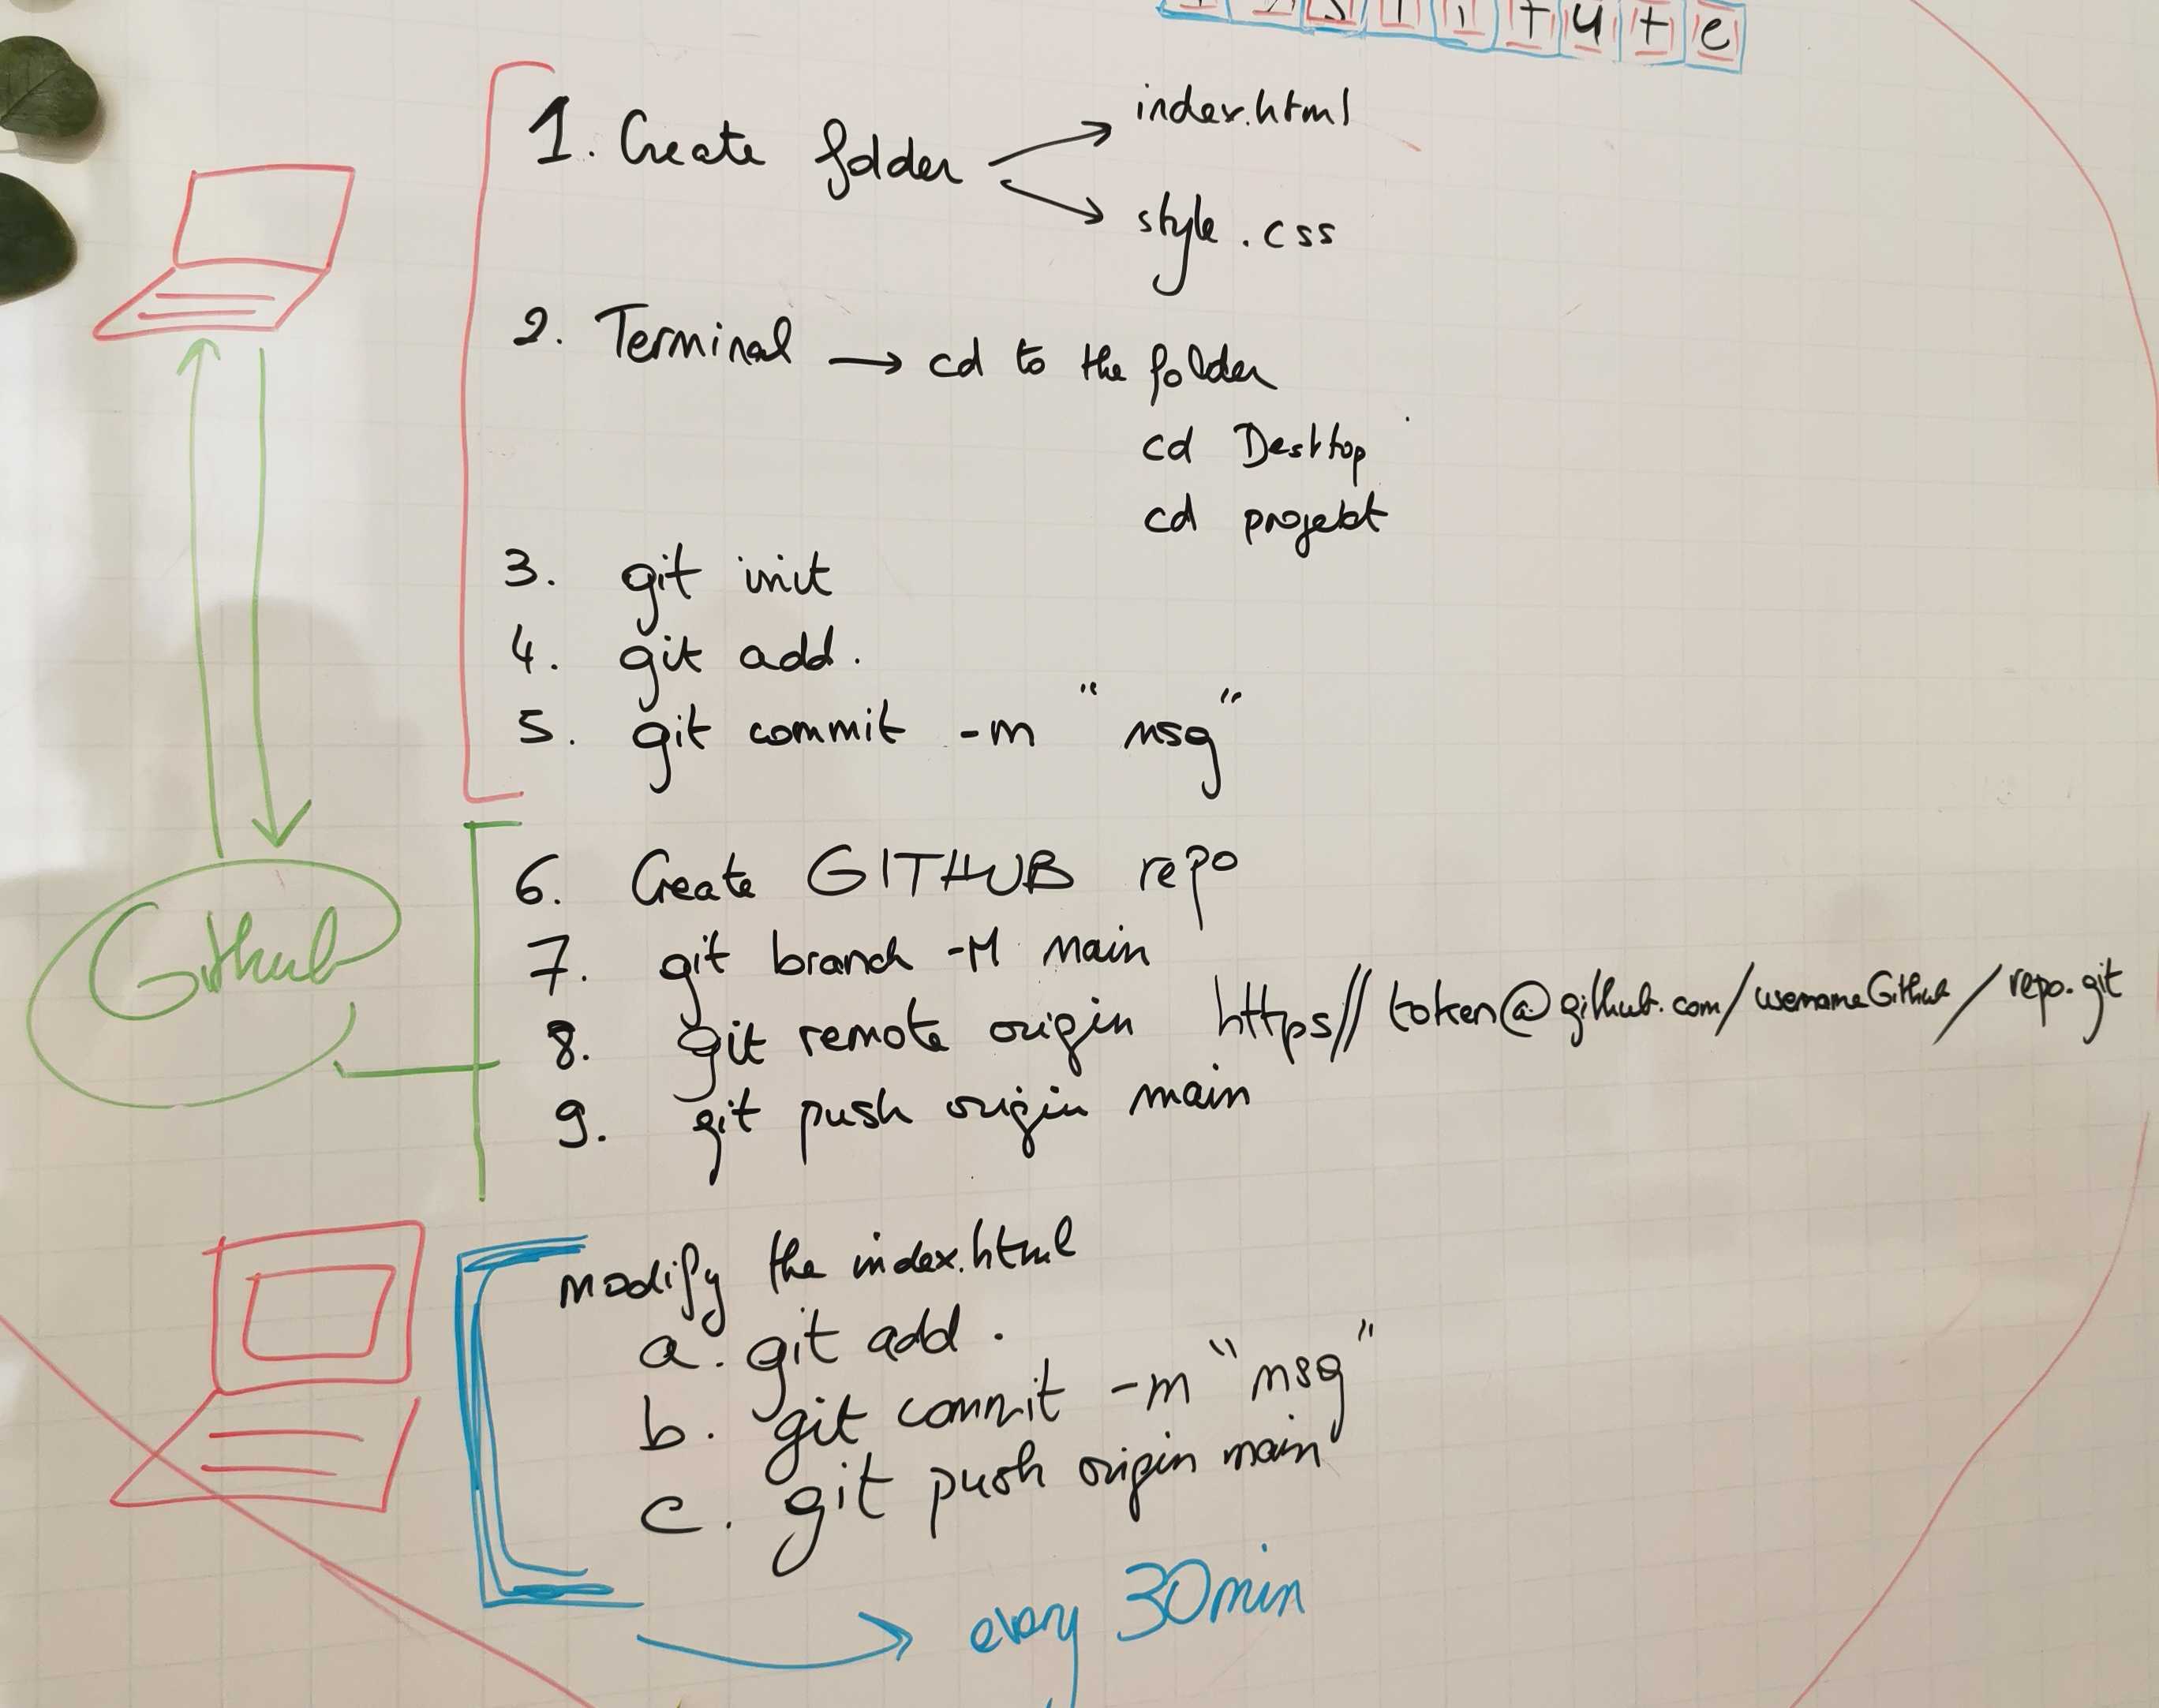 titute
1. Create folder → index.html
→ style.css
2. Terminal → cd to the folder
cd Desktop
cd projekt
3. git init
4. git add .
5. git commit -m "msg"
6. Create GITHUB repo
7. git branch -M main
8. git remote origin https// token@github.com/usernameGithub/repo.git
9. git push origin main
Github
modify the index.html
a. git add .
b. git commit -m "msg"
c. git push origin main
→ every 30min